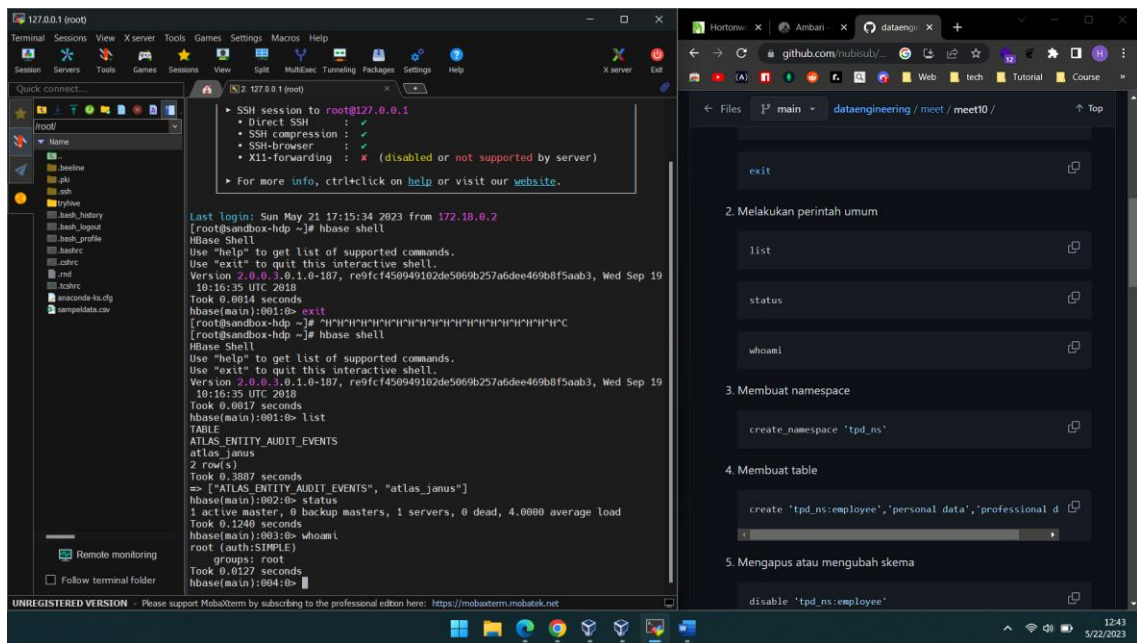 127.0.0.1 (root)
Terminal Sessions View X server Tools Games Settings Macros Help
Session Servers Tools Games Sessions View Split MultiExec Tunneling Packages Settings Help X server Exit
Quick connect...
2. 127.0.0.1 (root)
/root/
Name
..
.beeline
.pki
.ssh
tryhive
.bash_history
.bash_logout
.bash_profile
.bashrc
.cshrc
.rnd
.tcshrc
anaconda-ks.cfg
sampeldata.csv
Remote monitoring
Follow terminal folder
► SSH session to root@127.0.0.1
• Direct SSH : ✔
• SSH compression : ✔
• SSH-browser : ✔
• X11-forwarding : ✘ (disabled or not supported by server)
► For more info, ctrl+click on help or visit our website.
Last login: Sun May 21 17:15:34 2023 from 172.18.0.2
[root@sandbox-hdp ~]# hbase shell
HBase Shell
Use "help" to get list of supported commands.
Use "exit" to quit this interactive shell.
Version 2.0.0.3.0.1.0-187, re9fcf450949102de5069b257a6dee469b8f5aab3, Wed Sep 19
10:16:35 UTC 2018
Took 0.0014 seconds
hbase(main):001:0> exit
[root@sandbox-hdp ~]# ^H^H^H^H^H^H^H^H^H^H^H^H^H^H^H^H^H^H^H^H^C
[root@sandbox-hdp ~]# hbase shell
HBase Shell
Use "help" to get list of supported commands.
Use "exit" to quit this interactive shell.
Version 2.0.0.3.0.1.0-187, re9fcf450949102de5069b257a6dee469b8f5aab3, Wed Sep 19
10:16:35 UTC 2018
Took 0.0017 seconds
hbase(main):001:0> list
TABLE
ATLAS_ENTITY_AUDIT_EVENTS
atlas_janus
2 row(s)
Took 0.3887 seconds
=> ["ATLAS_ENTITY_AUDIT_EVENTS", "atlas_janus"]
hbase(main):002:0> status
1 active master, 0 backup masters, 1 servers, 0 dead, 4.0000 average load
Took 0.1240 seconds
hbase(main):003:0> whoami
root (auth:SIMPLE)
groups: root
Took 0.0127 seconds
hbase(main):004:0>
UNREGISTERED VERSION - Please support MobaXterm by subscribing to the professional edition here: https://mobaxterm.mobatek.net
Hortonwo Ambari - dataengin
github.com/nubisub/...
12
H
Web tech Tutorial Course »
Files main dataengineering / meet / meet10 / Top
exit
2. Melakukan perintah umum
list
status
whoami
3. Membuat namespace
create_namespace 'tpd_ns'
4. Membuat table
create 'tpd_ns:employee','personal data','professional d
5. Mengapus atau mengubah skema
disable 'tpd_ns:employee'
12:43
5/22/2023